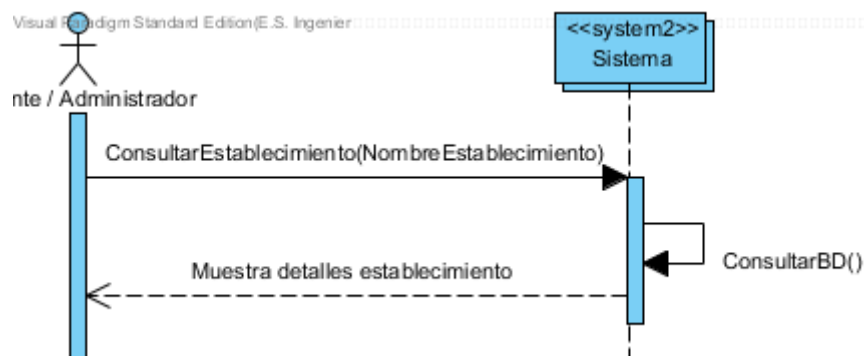 Visual Paradigm Standard Edition(E.S. Ingenier
<<system2>>
Sistema
nte / Administrador
ConsultarEstablecimiento(NombreEstablecimiento)
ConsultarBD()
Muestra detalles establecimiento